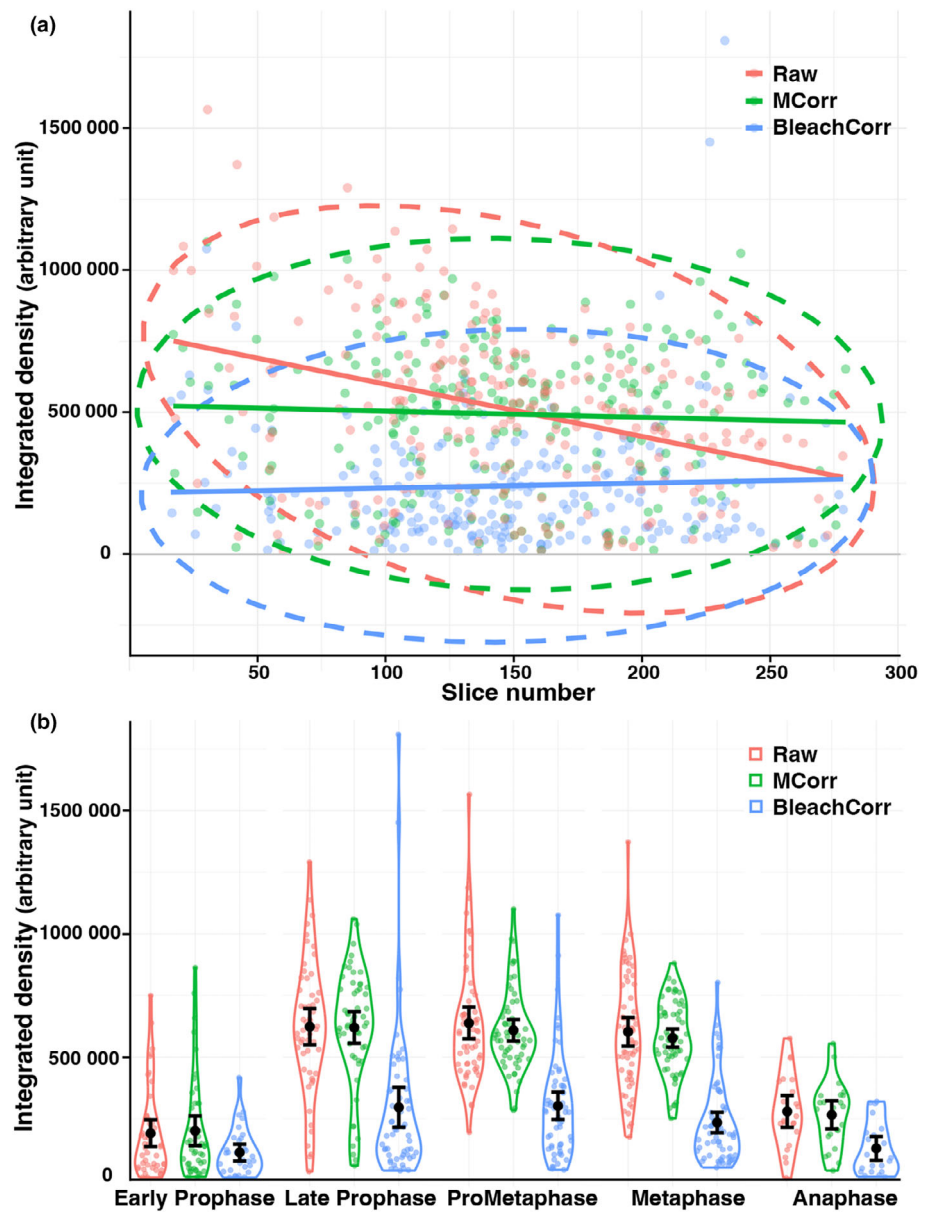 (a)
Integrated density (arbitrary unit)
1500 000
1000 000
500 000
0
Raw
MCorr
BleachCorr
50 100 150 200 250 300
Slice number
(b)
Integrated density (arbitrary unit)
1500 000
1000 000
500 000
0
Raw
MCorr
BleachCorr
Early Prophase Late Prophase ProMetaphase Metaphase Anaphase